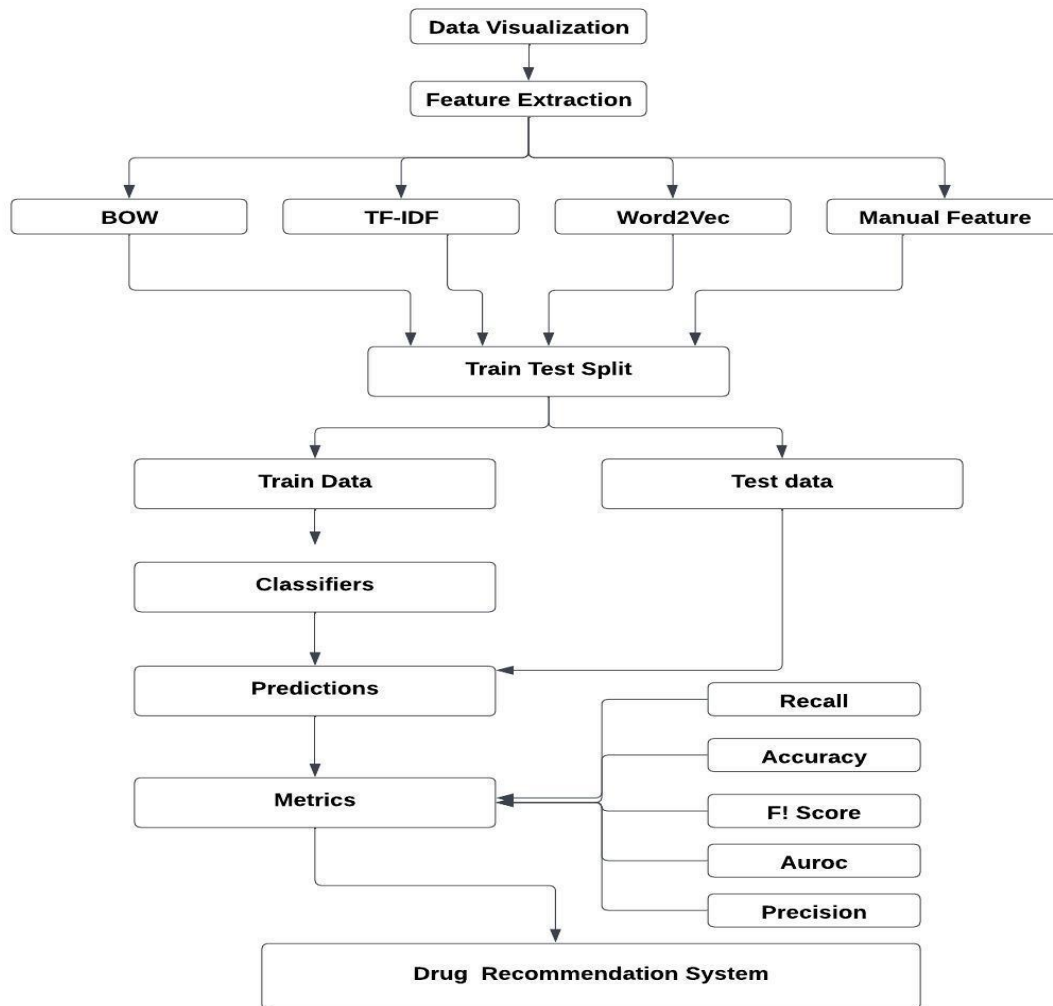 Data Visualization
Feature Extraction
BOW
TF-IDF
Word2Vec
Manual Feature
Train Test Split
Train Data
Test data
Classifiers
Predictions
Recall
Accuracy
Metrics
F! Score
Auroc
Precision
Drug Recommendation System